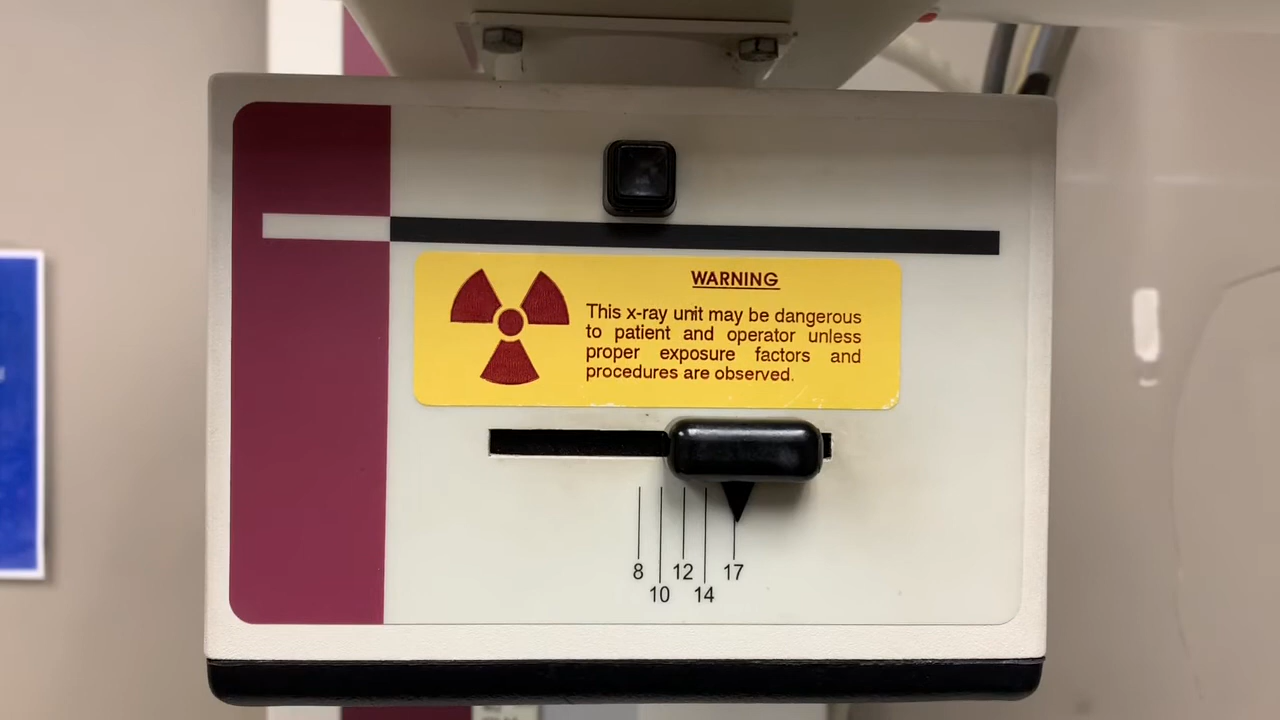 WARNING
This x-ray unit may be dangerous
to patient and operator unless
proper exposure factors and
procedures are observed.
8 12 17
10 14